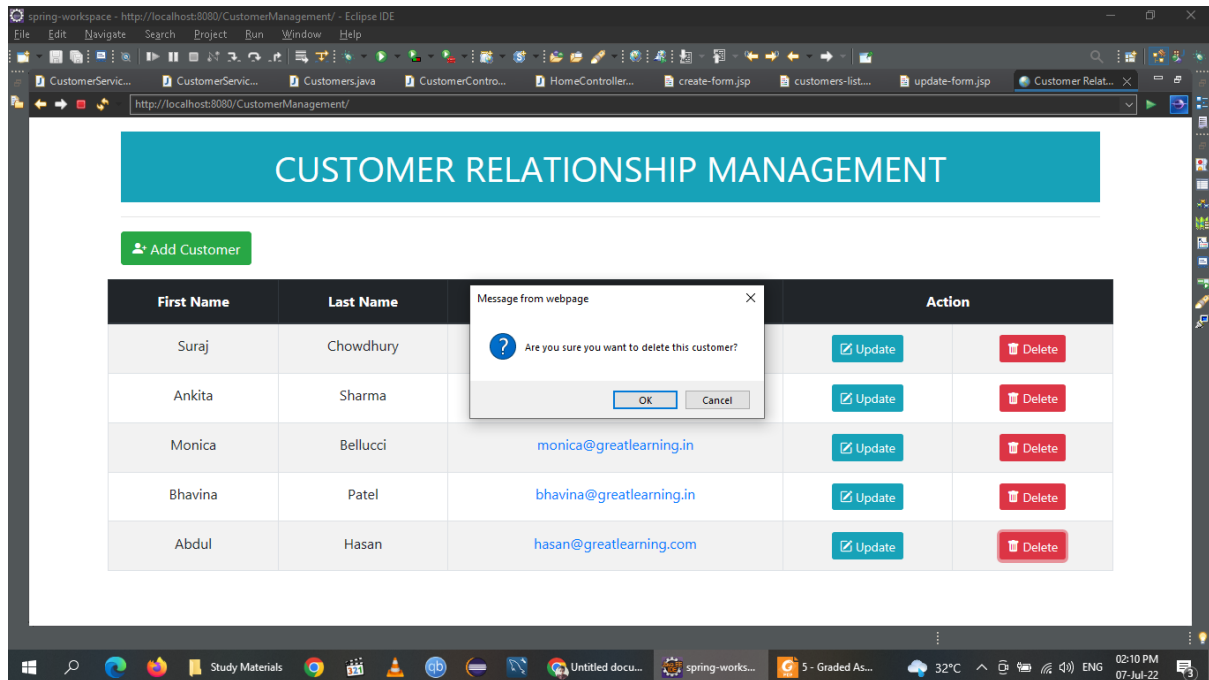 spring-workspace - http://localhost:8080/CustomerManagement/ - Eclipse IDE
File Edit Navigate Search Project Run Window Help
CustomerServic... CustomerServic... Customers.java CustomerContro... HomeController... create-form.jsp customers-list.... update-form.jsp Customer Relat...
http://localhost:8080/CustomerManagement/
CUSTOMER RELATIONSHIP MANAGEMENT
Add Customer
First Name Last Name Action
Message from webpage
Suraj Chowdhury Update Delete
Are you sure you want to delete this customer?
OK Cancel
Ankita Sharma Update Delete
Monica Bellucci monica@greatlearning.in Update Delete
Bhavina Patel bhavina@greatlearning.in Update Delete
Abdul Hasan hasan@greatlearning.com Update Delete
Study Materials 321 qb Untitled docu... spring-works... 5 - Graded As... 32°C ENG 02:10 PM
07-Jul-22 3